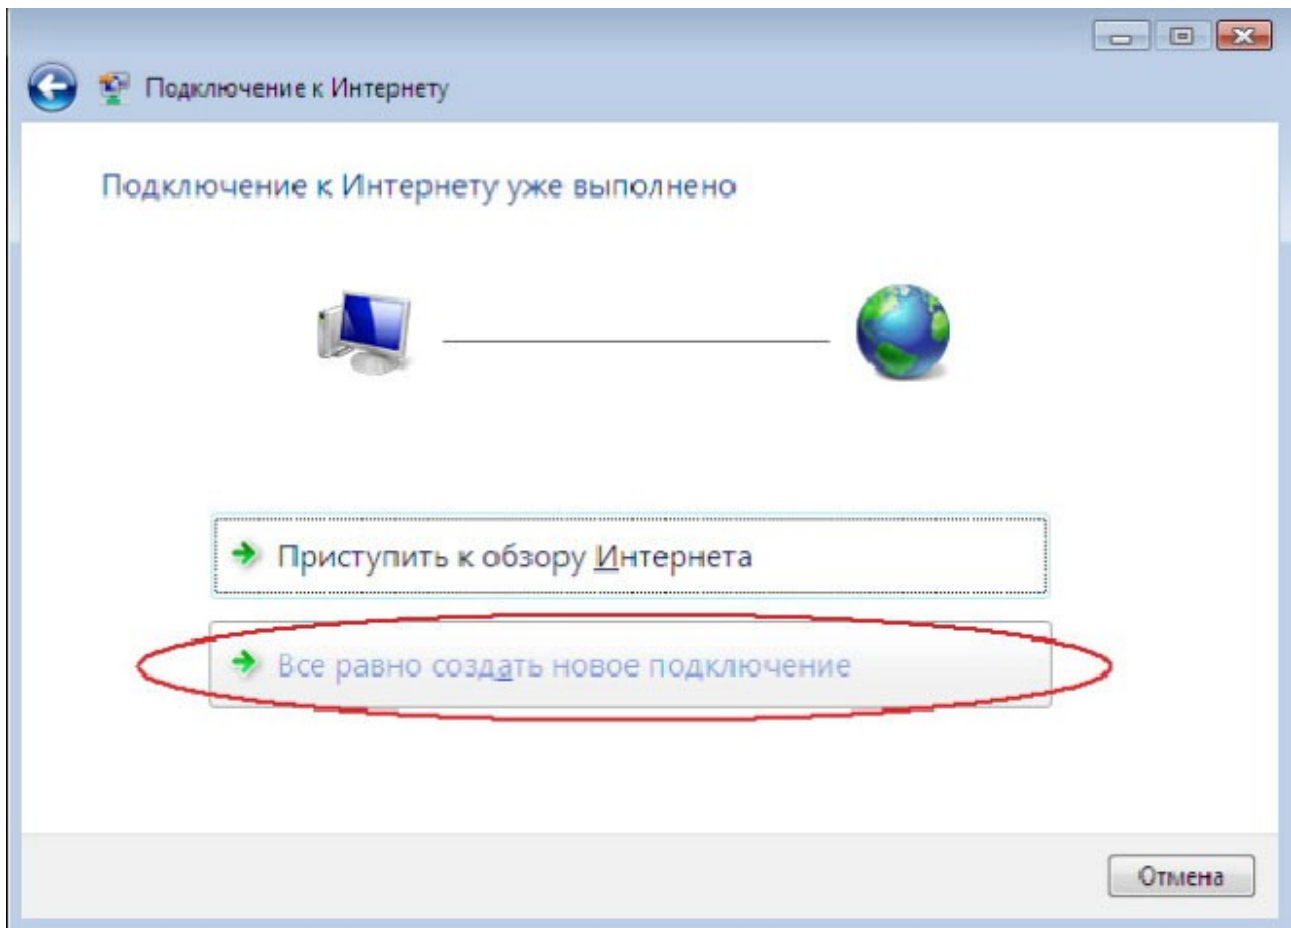 Подключение к Интернету
Подключение к Интернету уже выполнено
Приступить к обзору Интернета
Все равно создать новое подключение
Отмена